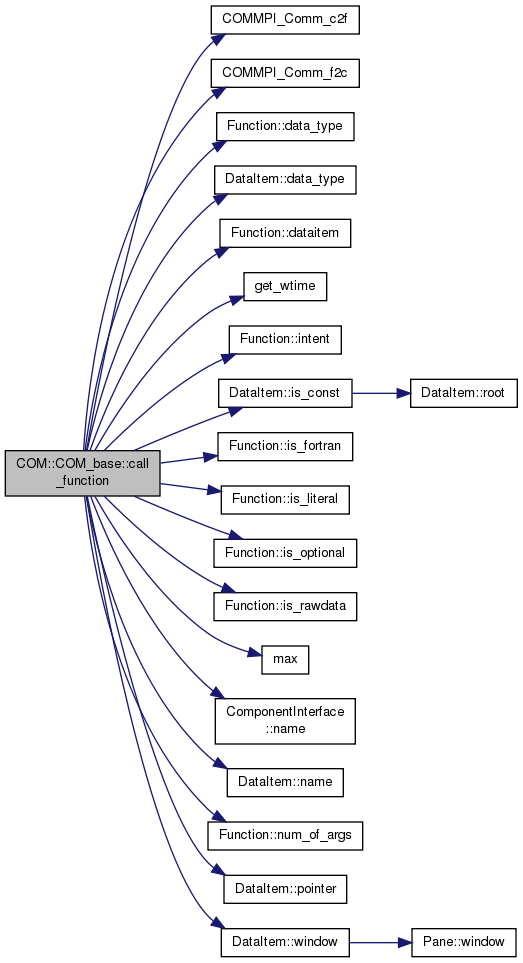 COMMPI_Comm_c2f
COMMPI_Comm_f2c
Function::data_type
DataItem::data_type
Function::dataitem
get_wtime
Function::intent
DataItem::is_const
DataItem::root
Function::is_fortran
COM::COM_base::call
_function
Function::is_literal
Function::is_optional
Function::is_rawdata
max
ComponentInterface
::name
DataItem::name
Function::num_of_args
DataItem::pointer
DataItem::window
Pane::window